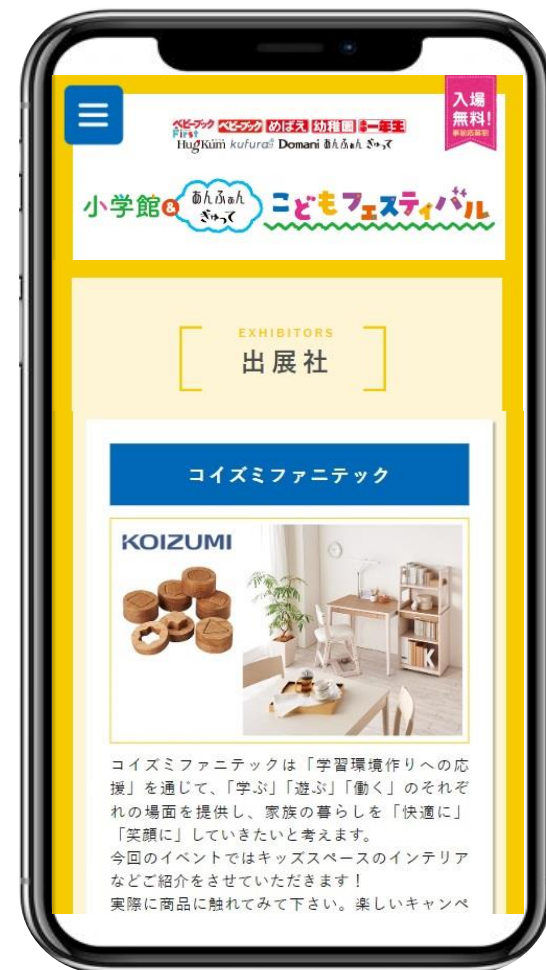 ベビーブック First ベビーブック めばえ 幼稚園 小一年生
HugKüm kufura Domani あんふぁん ぎゅって
入場
無料!
事前応募制
小学館&あんふぁんぎゅって こどもフェスティバル
EXHIBITORS
出展社
コイズミファニテック
KOIZUMI
コイズミファニテックは「学習環境作りへの応
援」を通じて、「学ぶ」「遊ぶ」「働く」のそれぞ
れの場面を提供し、家族の暮らしを「快適に」
「笑顔に」していきたいと考えます。
今回のイベントではキッズスペースのインテリア
などご紹介をさせていただきます！
実際に商品に触れてみて下さい。楽しいキャンペ